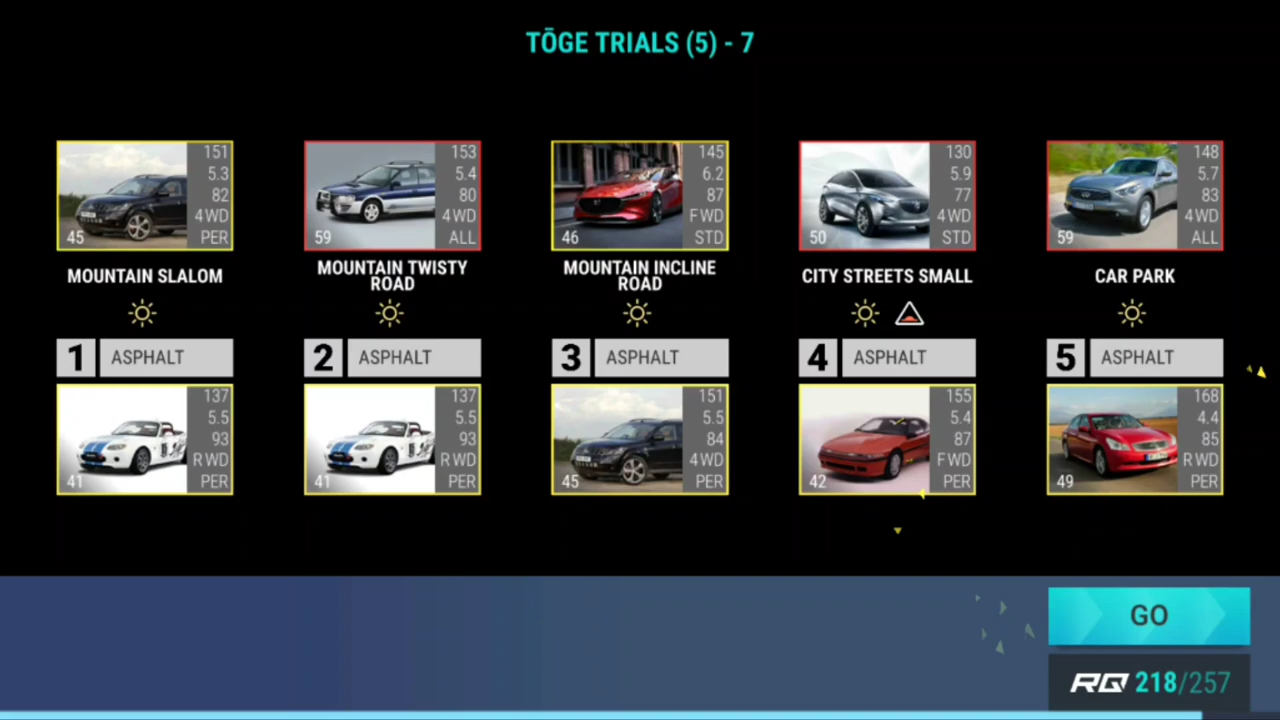 TŌGE TRIALS (5) - 7
151
5.3
82
4WD
PER
45
153
5.4
80
4WD
ALL
59
145
6.2
87
FWD
STD
46
130
5.9
77
4WD
STD
50
148
5.7
83
4WD
ALL
59
MOUNTAIN SLALOM
MOUNTAIN TWISTY
ROAD
MOUNTAIN INCLINE
ROAD
CITY STREETS SMALL
CAR PARK
1 ASPHALT
2 ASPHALT
3 ASPHALT
4 ASPHALT
5 ASPHALT
137
5.5
93
RWD
PER
41
137
5.5
93
RWD
PER
41
151
5.5
84
4WD
PER
45
155
5.4
87
FWD
PER
42
168
4.4
85
RWD
PER
49
GO
RQ 218/257